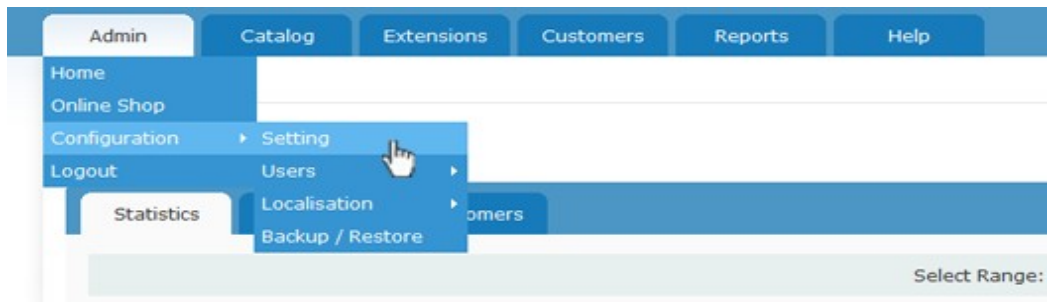 Admin Catalog Extensions Customers Reports Help
Home
Online Shop
Configuration Setting
Logout Users
Statistics Localisation omers
Backup / Restore
Select Range: